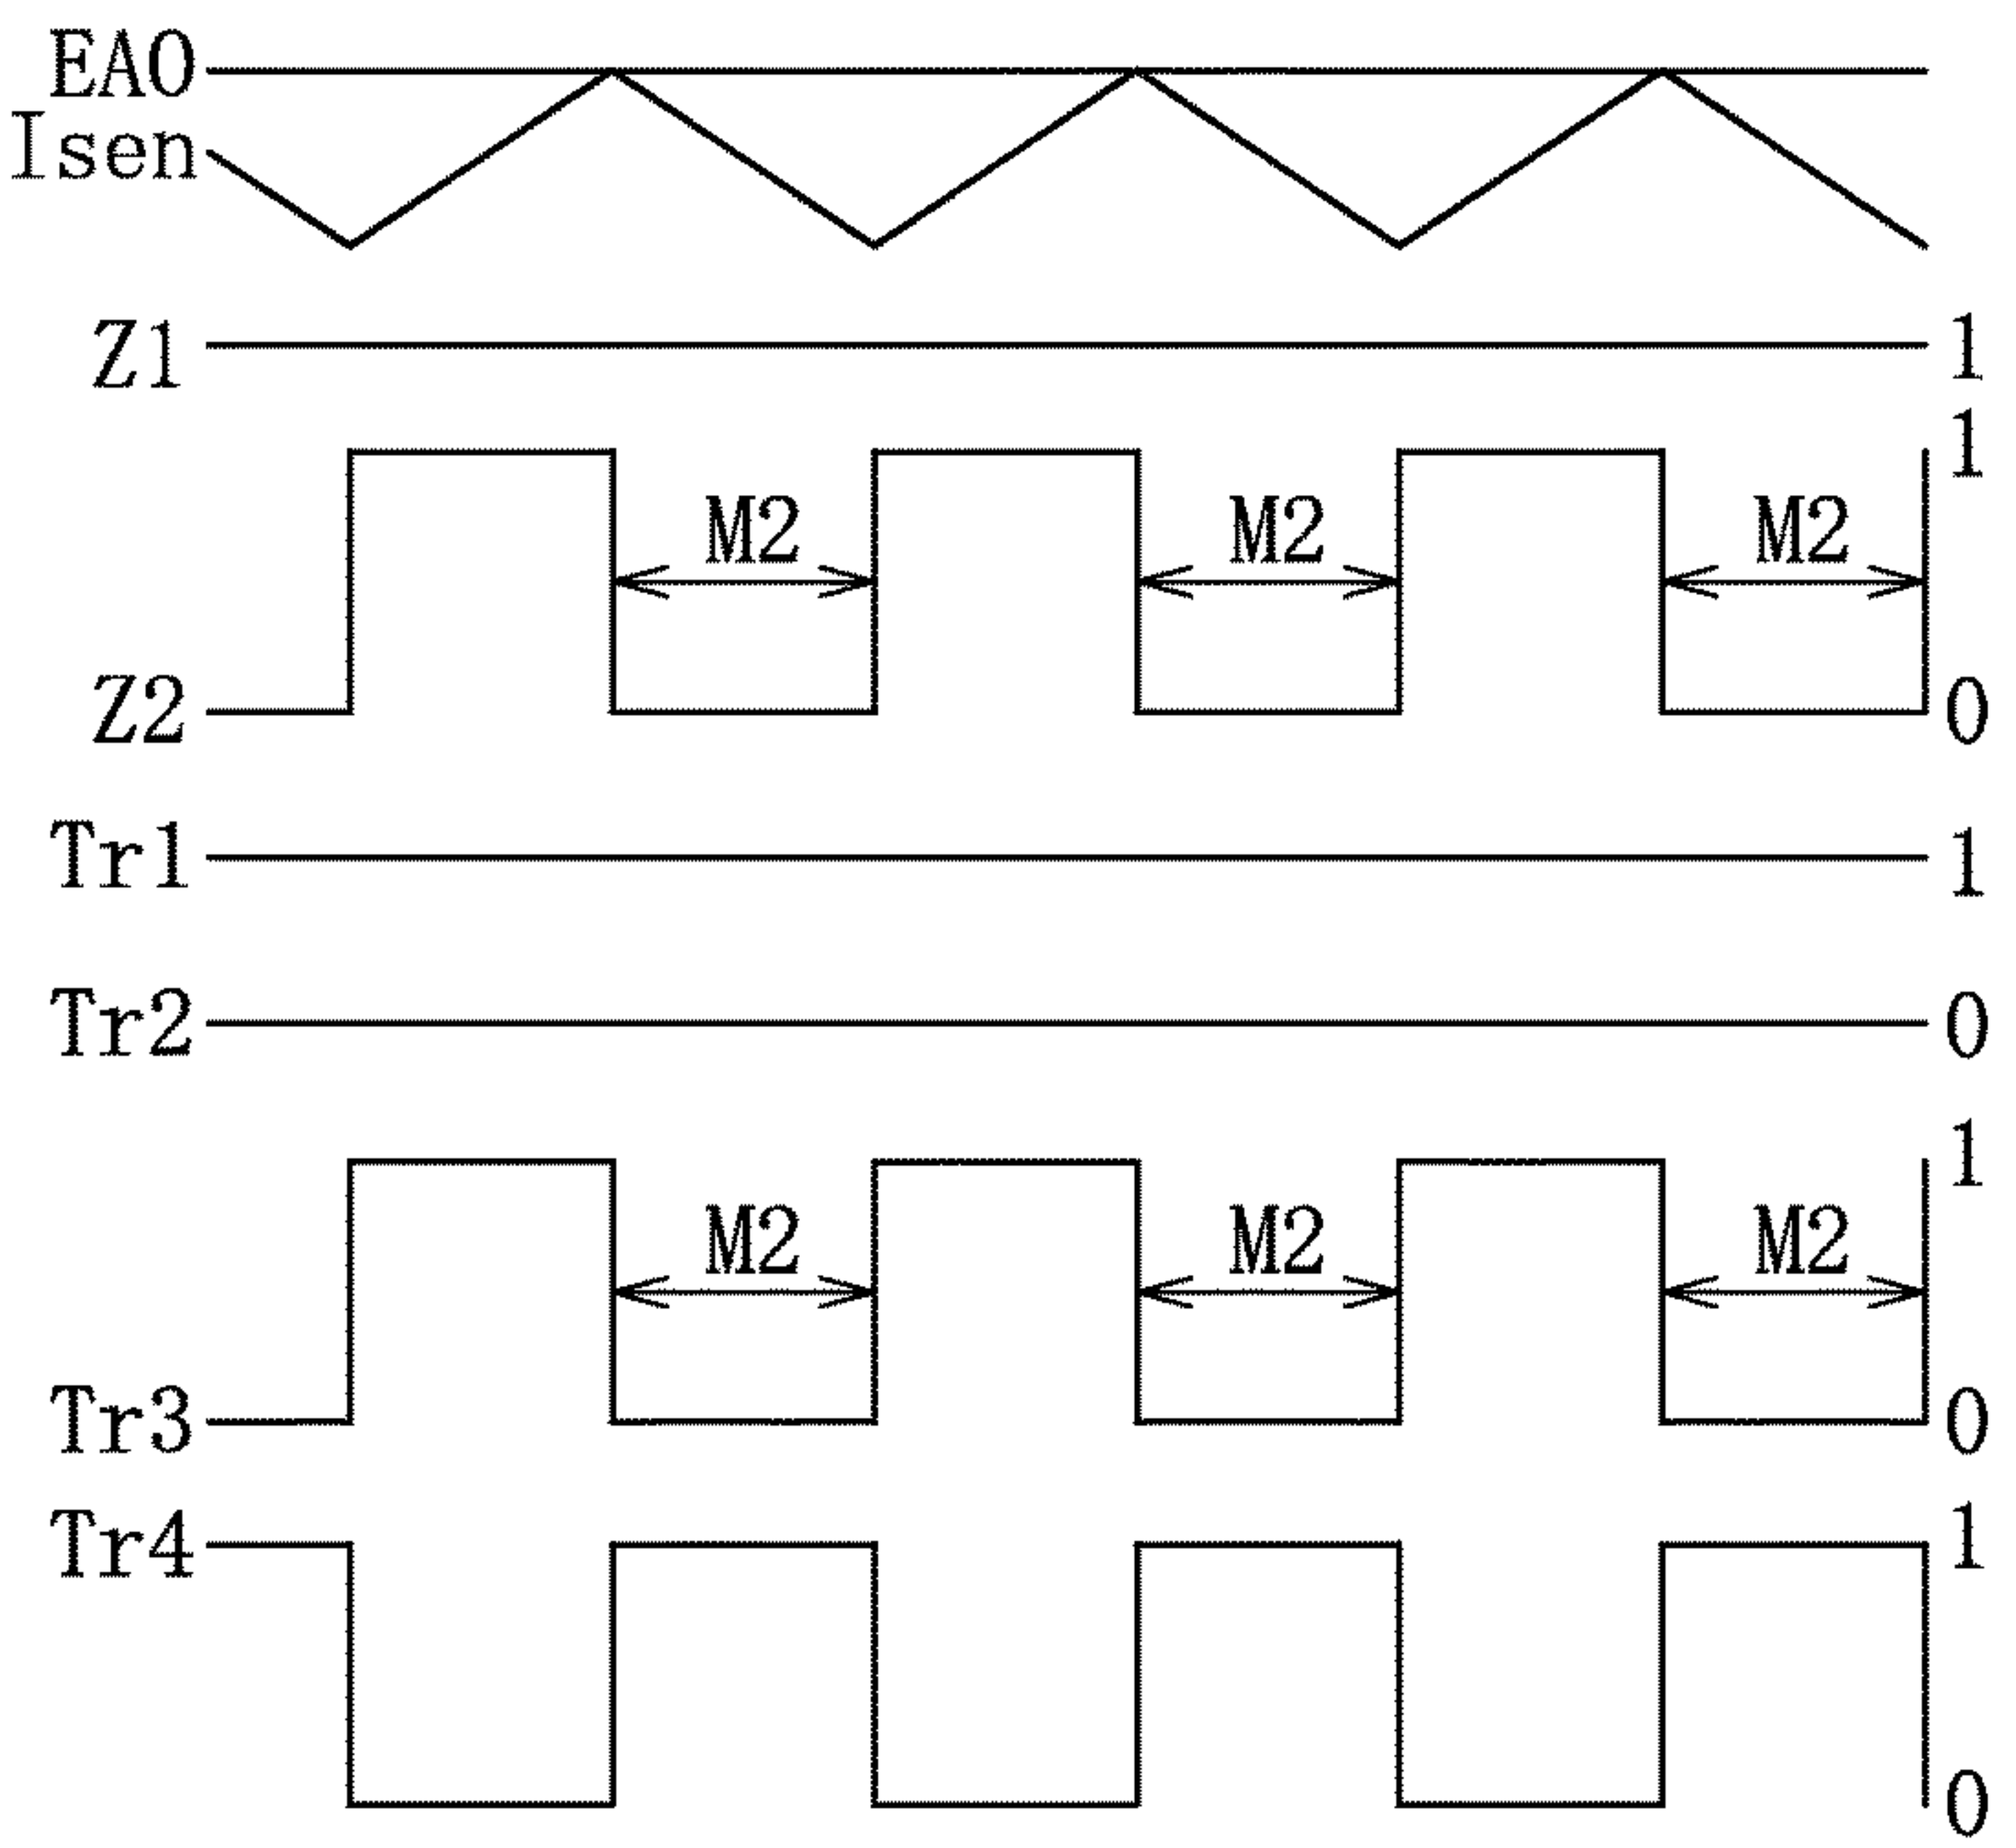 EAO
Isen
Z1 1
1
M2 M2 M2
Z2 0
Tr1 1
Tr2 0
1
M2 M2 M2
Tr3 0
Tr4 1
0